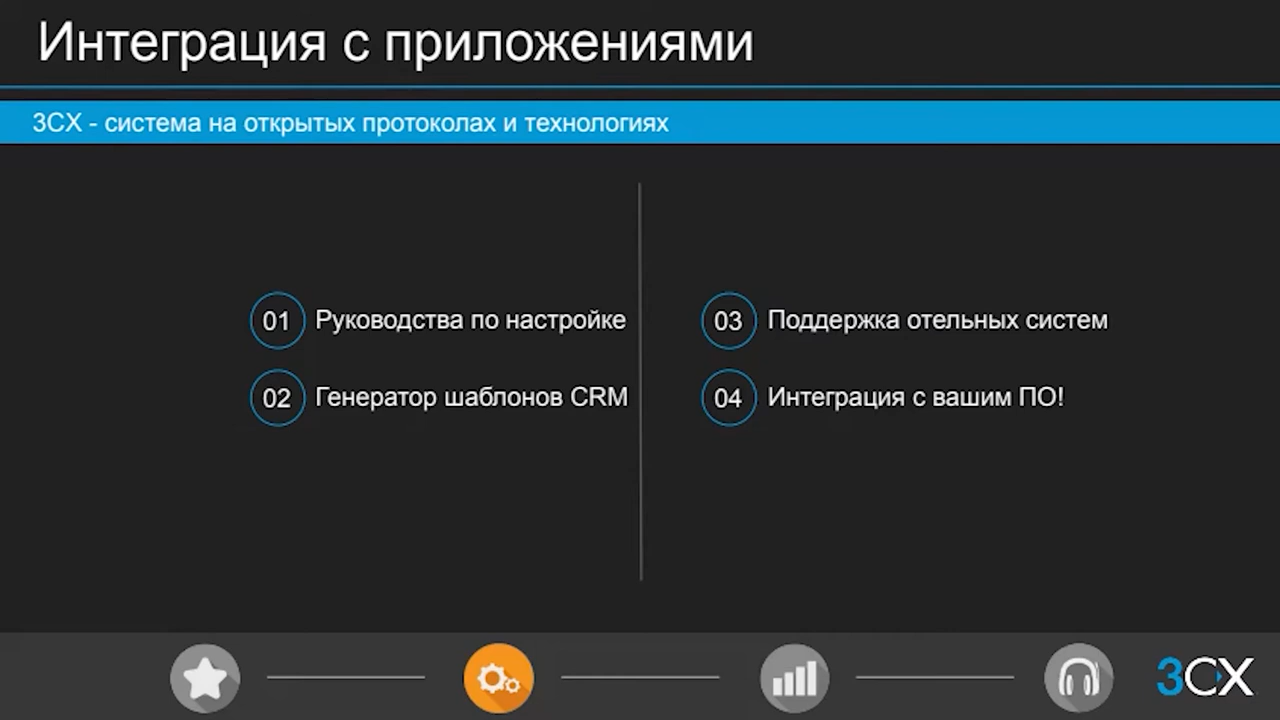 Интеграция с приложениями
3CX - система на открытых протоколах и технологиях
01 Руководства по настройке
02 Генератор шаблонов CRM
03 Поддержка отельных систем
04 Интеграция с вашим ПО!
3CX